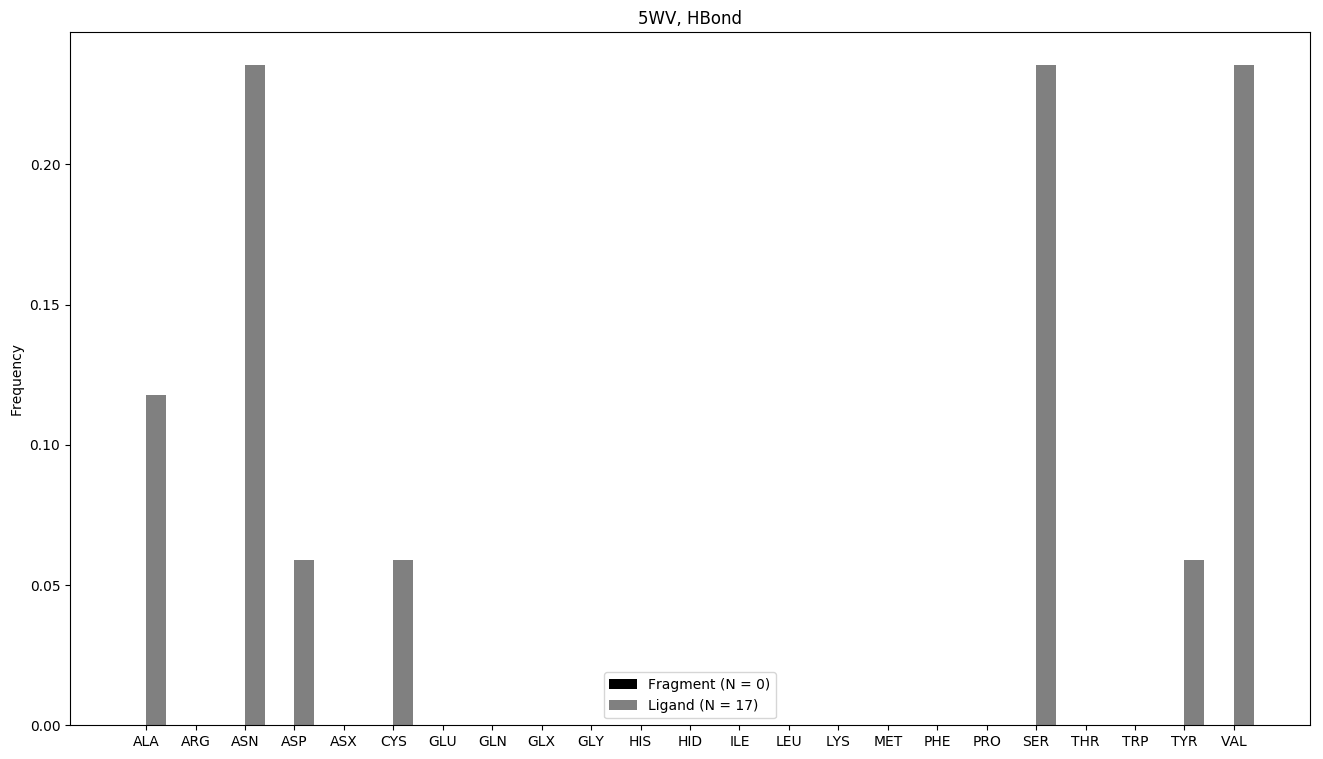 5WV, HBond
Frequency
0.20
0.15
0.10
0.05
0.00
Fragment (N = 0)
Ligand (N = 17)
ALA ARG ASN ASP ASX CYS GLU GLN GLX GLY HIS HID ILE LEU LYS MET PHE PRO SER THR TRP TYR VAL